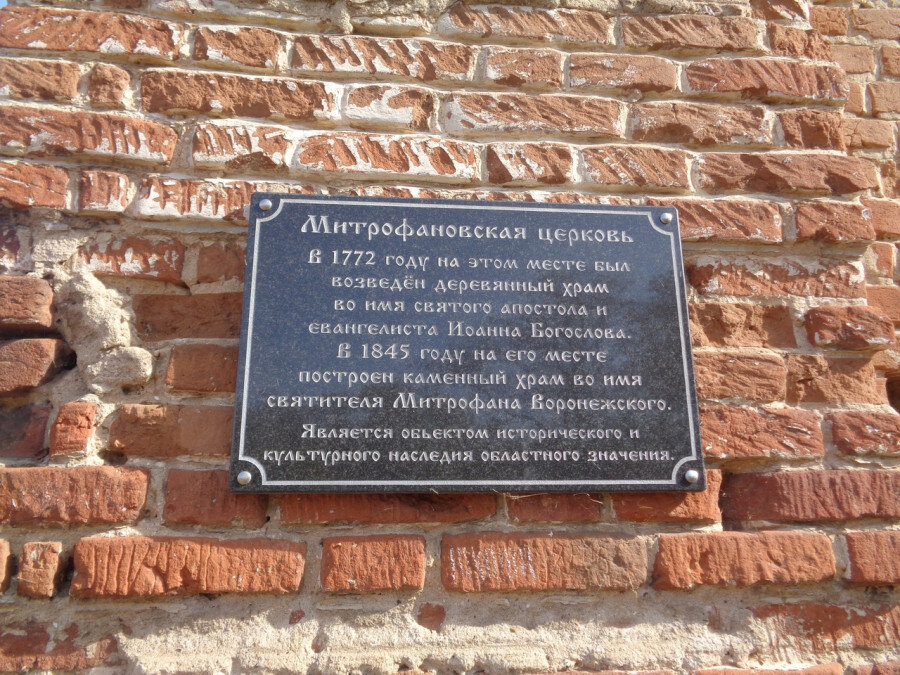 Митрофановская церковь
В 1772 году на этом месте был
возведён деревянный храм
во имя святого апостола и
евангелиста Иоанна Богослова.
В 1845 году на его месте
построен каменный храм во имя
святителя Митрофана Воронежского.
Является обьектом исторического и
культурного наследия областного значения.